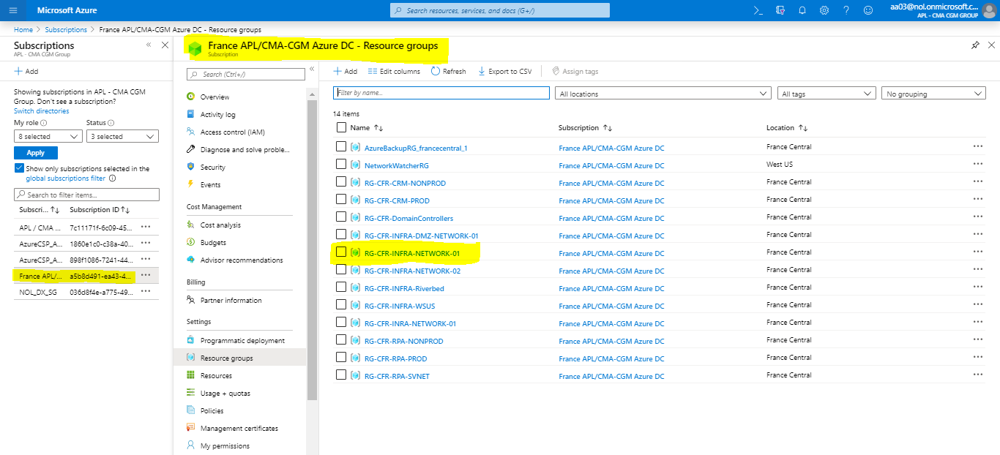 Microsoft Azure
Search resources, services, and docs (G+/)
aa03@nol.onmicrosoft.c...
APL - CMA CGM GROUP
Home > Subscriptions > France APL/CMA-CGM Azure DC - Resource groups
Subscriptions
APL - CMA CGM Group
+ Add
Showing subscriptions in APL - CMA CGM
Group. Don't see a subscription?
Switch directories
My role
Status
8 selected
3 selected
Apply
Show only subscriptions selected in the
global subscriptions filter
Search to filter items...
Subscri... Subscription ID
APL / CMA ... 7c11171f-6c09-45...
AzureCSP_A... 1860e1c0-c38a-40...
AzureCSP_A... 898f1086-7241-44...
France APL/... a5b8d491-ea43-4...
NOL_DX_SG 036d8f4e-a775-49...
France APL/CMA-CGM Azure DC - Resource groups
Subscription
Search (Ctrl+/)
Overview
Activity log
Access control (IAM)
Diagnose and solve proble...
Security
Events
Cost Management
Cost analysis
Budgets
Advisor recommendations
Billing
Partner information
Settings
Programmatic deployment
Resource groups
Resources
Usage + quotas
Policies
Management certificates
My permissions
+ Add Edit columns Refresh Export to CSV Assign tags
Filter by name... All locations All tags No grouping
14 items
Name Subscription Location
AzureBackupRG_francecentral_1 France APL/CMA-CGM Azure DC France Central
NetworkWatcherRG France APL/CMA-CGM Azure DC West US
RG-CFR-CRM-NONPROD France APL/CMA-CGM Azure DC France Central
RG-CFR-CRM-PROD France APL/CMA-CGM Azure DC France Central
RG-CFR-DomainControllers France APL/CMA-CGM Azure DC France Central
RG-CFR-INFRA-DMZ-NETWORK-01 France APL/CMA-CGM Azure DC France Central
RG-CFR-INFRA-NETWORK-01 France APL/CMA-CGM Azure DC France Central
RG-CFR-INFRA-NETWORK-02 France APL/CMA-CGM Azure DC France Central
RG-CFR-INFRA-Riverbed France APL/CMA-CGM Azure DC France Central
RG-CFR-INFRA-WSUS France APL/CMA-CGM Azure DC France Central
RG-CFR-INRA-NETWORK-01 France APL/CMA-CGM Azure DC France Central
RG-CFR-RPA-NONPROD France APL/CMA-CGM Azure DC France Central
RG-CFR-RPA-PROD France APL/CMA-CGM Azure DC France Central
RG-CFR-RPA-SVNET France APL/CMA-CGM Azure DC France Central